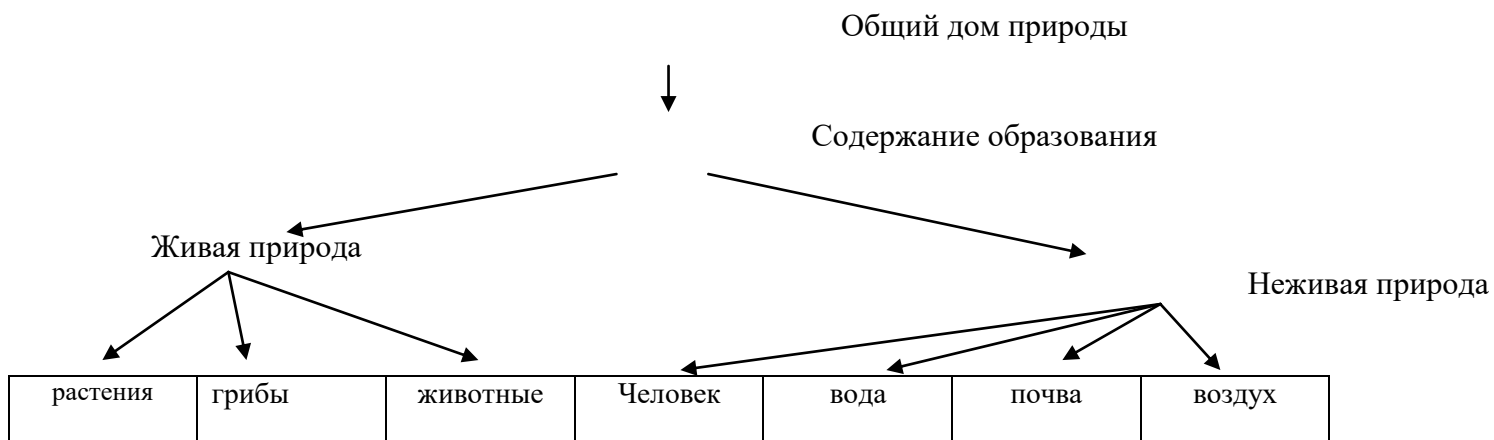 Общий дом природы
Содержание образования
Живая природа
Неживая природа
растения грибы животные Человек вода почва воздух